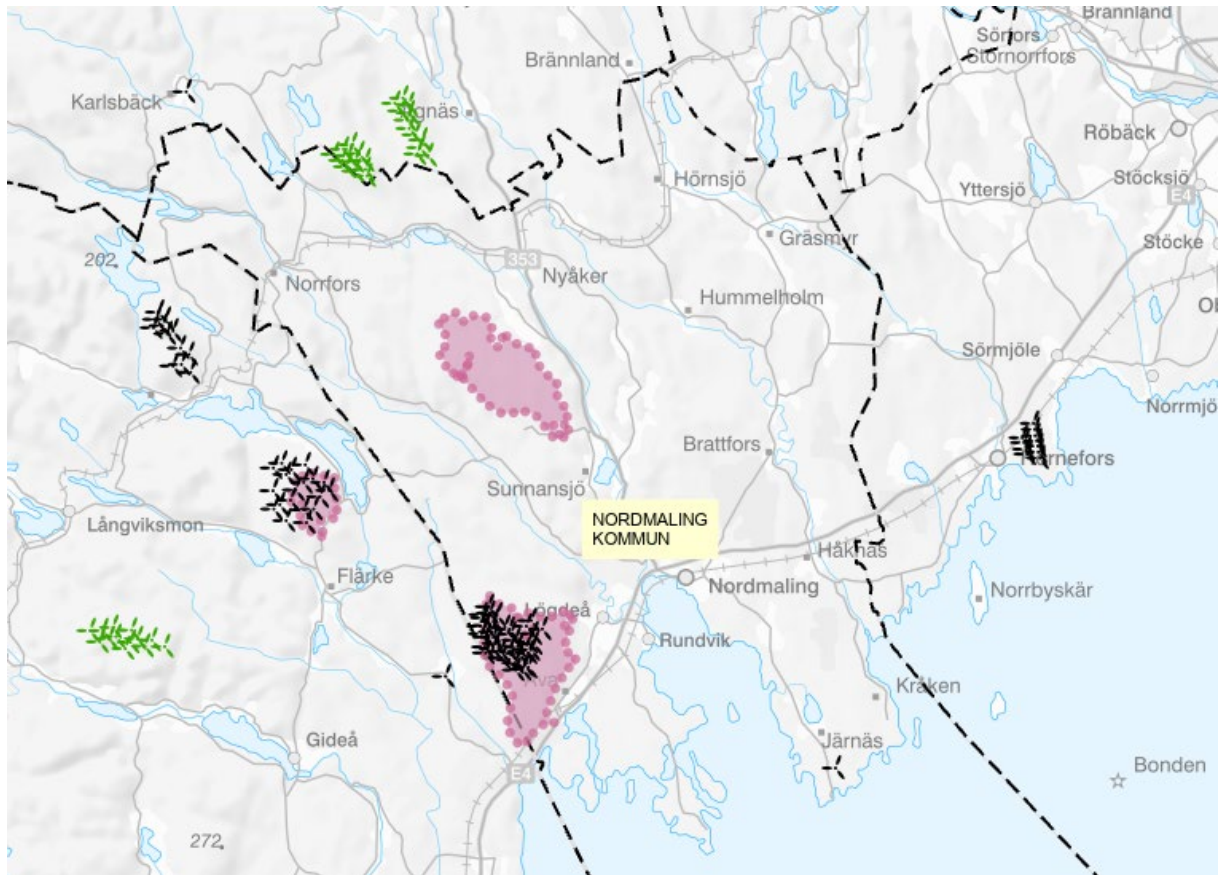 Brännland
Sörfors
Stornorrfors
Brännland
Karlsbäck
Röbäck
Hörnsjö
Yttersjö
Stöcksjö
E4
Gräsmyr
Stöcke
202
353
Norrfors
Nyåker
Hummelholm
Sörmjöle
Norrmjö
Brattfors
Sunnansjö
Långviksmon
NORDMALING
KOMMUN
Håknäs
Flärke
Nordmaling
Norrbyskär
Rundvik
Kråken
Gideå
Järnäs
E4
Bonden
272